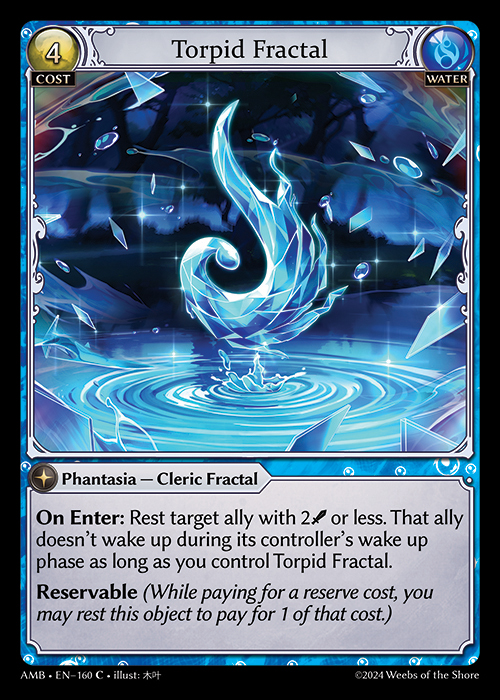 4
COST
Torpid Fractal
WATER
Phantasia — Cleric Fractal
On Enter: Rest target ally with 2 or less. That ally
doesn't wake up during its controller's wake up
phase as long as you control Torpid Fractal.
Reservable (While paying for a reserve cost, you
may rest this object to pay for 1 of that cost.)
AMB • EN–160 C • illust: 木叶
©2024 Weebs of the Shore